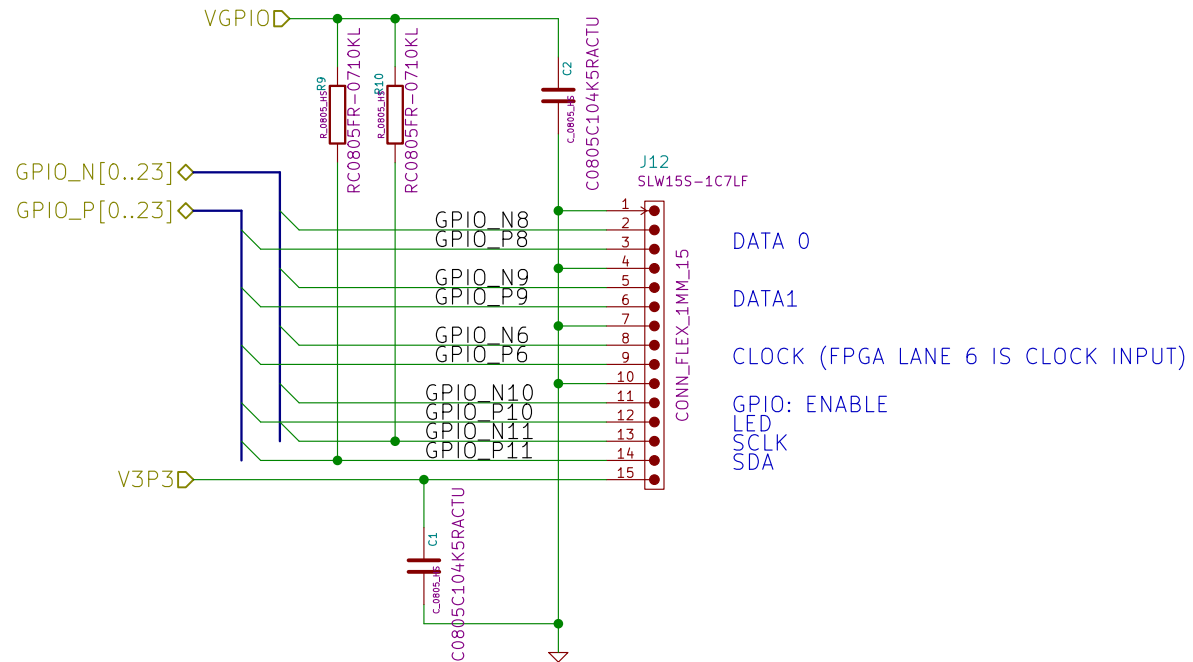 VGPIO
R9
R_0805_HS
RC0805FR-0710KL
R10
R_0805_HS
RC0805FR-0710KL
C2
C_0805_HS
C0805C104K5RACTU
GPIO_N[0..23]
GPIO_P[0..23]
J12
SLW15S-1C7LF
CONN_FLEX_1MM_15
1
GPIO_N8 2
GPIO_P8 3
DATA 0
4
GPIO_N9 5
GPIO_P9 6
DATA1
7
GPIO_N6 8
GPIO_P6 9
CLOCK (FPGA LANE 6 IS CLOCK INPUT)
10
GPIO_N10 11 GPIO: ENABLE
GPIO_P10 12 LED
GPIO_N11 13 SCLK
GPIO_P11 14 SDA
V3P3 15
C1
C_0805_HS
C0805C104K5RACTU